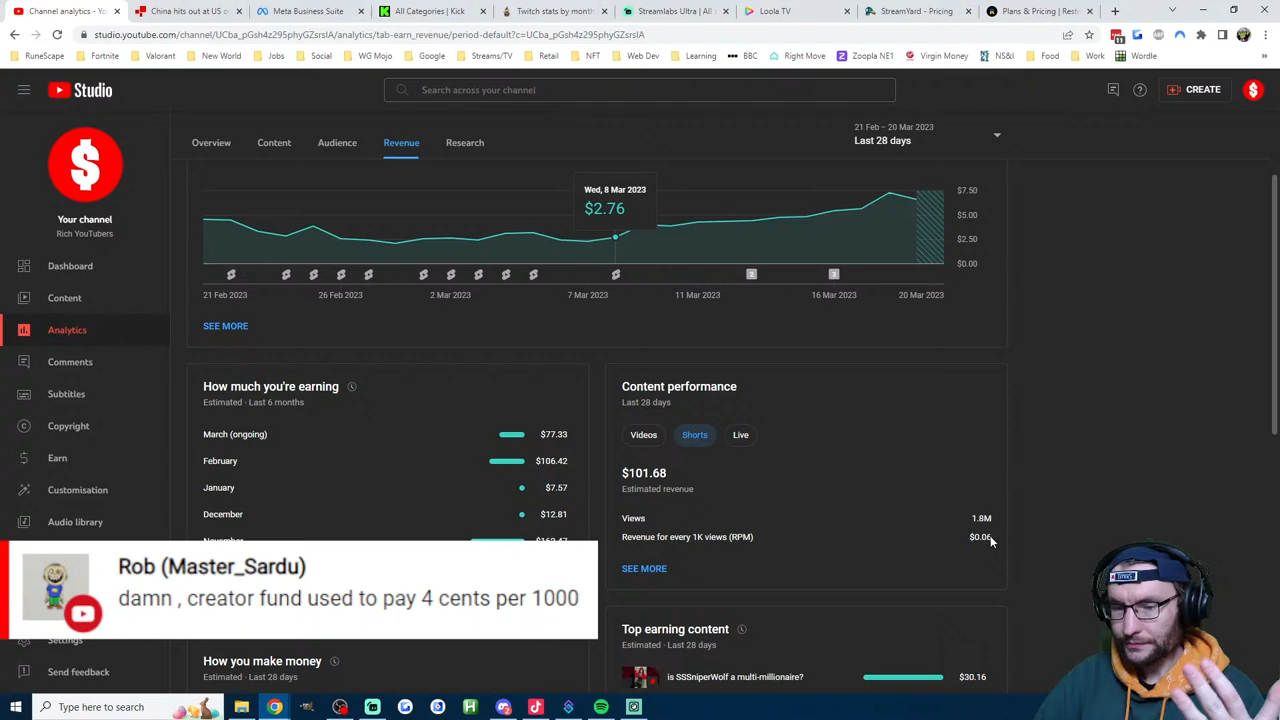 Channel analytics - You
China hits out at US c
Meta Business Suite
All Categories | Kick
Twitch stats by month
Streamlabs Ultra | All
Loola TV
StreamYard - Pricing
Plans & Pricing | Rest
studio.youtube.com/channel/UCba_pGsh4z295phyGZsrslA/analytics/tab-earn_revenue/period-default?c=UCba_pGsh4z295phyGZsrslA
RuneScape
Fortnite
Valorant
New World
Jobs
Social
WG Mojo
Google
Streams/TV
Retail
NFT
Web Dev
Learning
BBC
Right Move
Zoopla NE1
Virgin Money
NS&I
Food
Work
Wordle
Studio
Search across your channel
CREATE
Your channel
Rich YouTubers
Dashboard
Content
Analytics
Comments
Subtitles
Copyright
Earn
Customisation
Audio library
Settings
Send feedback
Overview
Content
Audience
Revenue
Research
21 Feb – 20 Mar 2023
Last 28 days
Wed, 8 Mar 2023
$2.76
$7.50
$5.00
$2.50
$0.00
2
3
21 Feb 2023
26 Feb 2023
2 Mar 2023
7 Mar 2023
11 Mar 2023
16 Mar 2023
20 Mar 2023
SEE MORE
How much you're earning
Estimated · Last 6 months
March (ongoing) $77.33
February $106.42
January $7.57
December $12.81
Content performance
Last 28 days
Videos
Shorts
Live
$101.68
Estimated revenue
Views 1.8M
Revenue for every 1K views (RPM) $0.06
SEE MORE
Rob (Master_Sardu)
damn , creator fund used to pay 4 cents per 1000
How you make money
Top earning content
Estimated · Last 28 days
is SSSniperWolf a multi-millionaire? $30.16
Type here to search